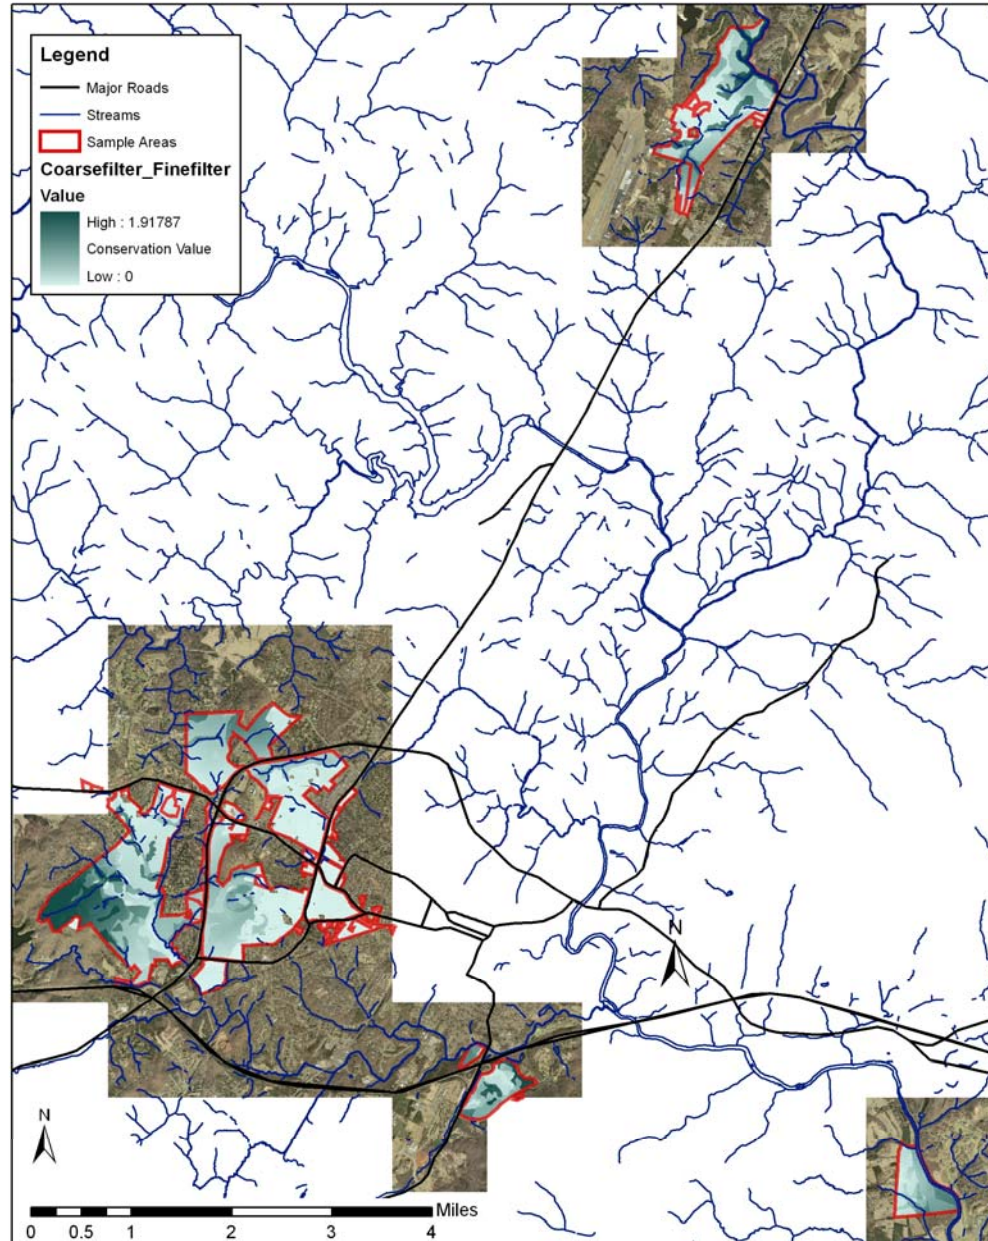 Legend
Major Roads
Streams
Sample Areas
Coarsefilter_Finefilter
Value
High : 1.91787
Conservation Value
Low : 0
N
N
Miles
0 0.5 1 2 3 4